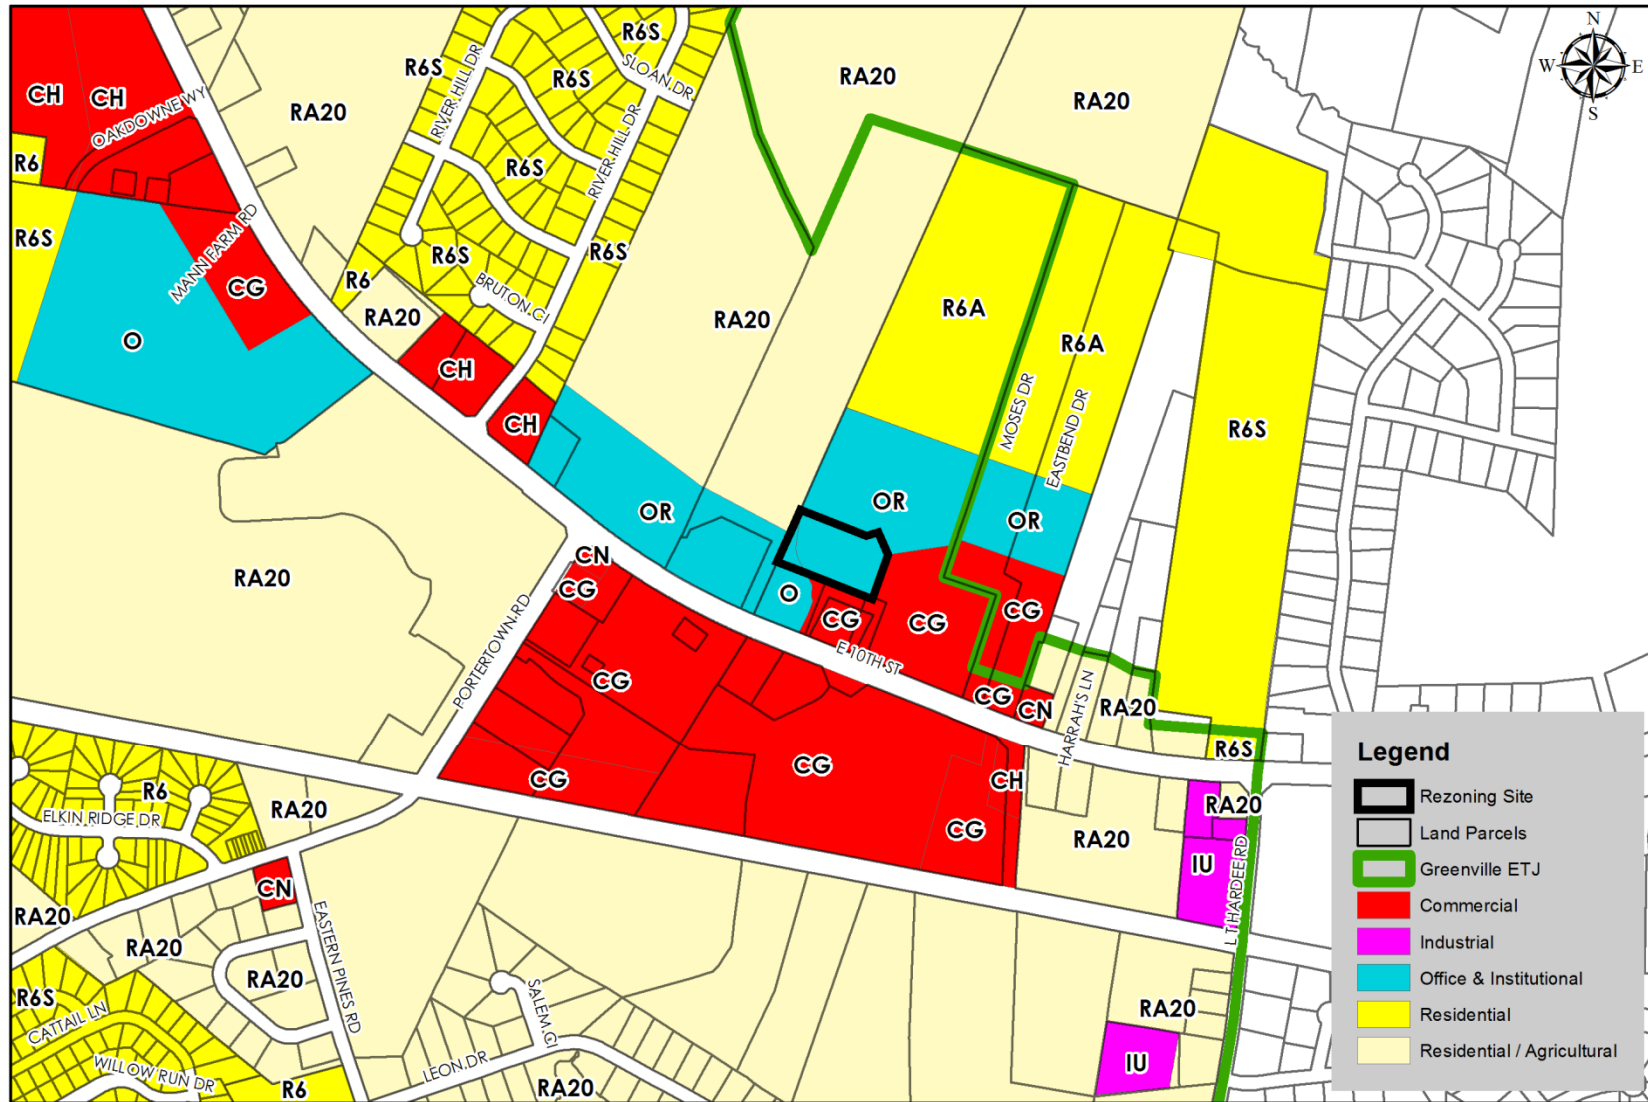 N
W E
S
CH
CH
OAKDOWNE WY
R6
R6S
RA20
MANN FARM RD
CG
O
R6S
RIVER HILL DR
R6S
SLOAN DR
R6S
R6S
RIVER HILL DR
R6S
R6S
BRUTON CI
R6
RA20
CH
CH
RA20
RA20
RA20
R6A
R6A
MOSES DR
EASTBEND DR
R6S
OR
OR
OR
O
CG
CG
CG
E 10TH ST
CG
CN
HARRAH'S LN
RA20
R6S
RA20
CN
CG
PORTERTOWN RD
CG
CG
CG
CH
CG
RA20
RA20
IU
L T HARDEE RD
R6
ELKIN RIDGE DR
RA20
CN
RA20
RA20
RA20
EASTERN PINES RD
R6S
CATTAIL LN
WILLOW RUN DR
R6
LEON DR
SALEM CI
RA20
RA20
IU
Legend
Rezoning Site
Land Parcels
Greenville ETJ
Commercial
Industrial
Office & Institutional
Residential
Residential / Agricultural